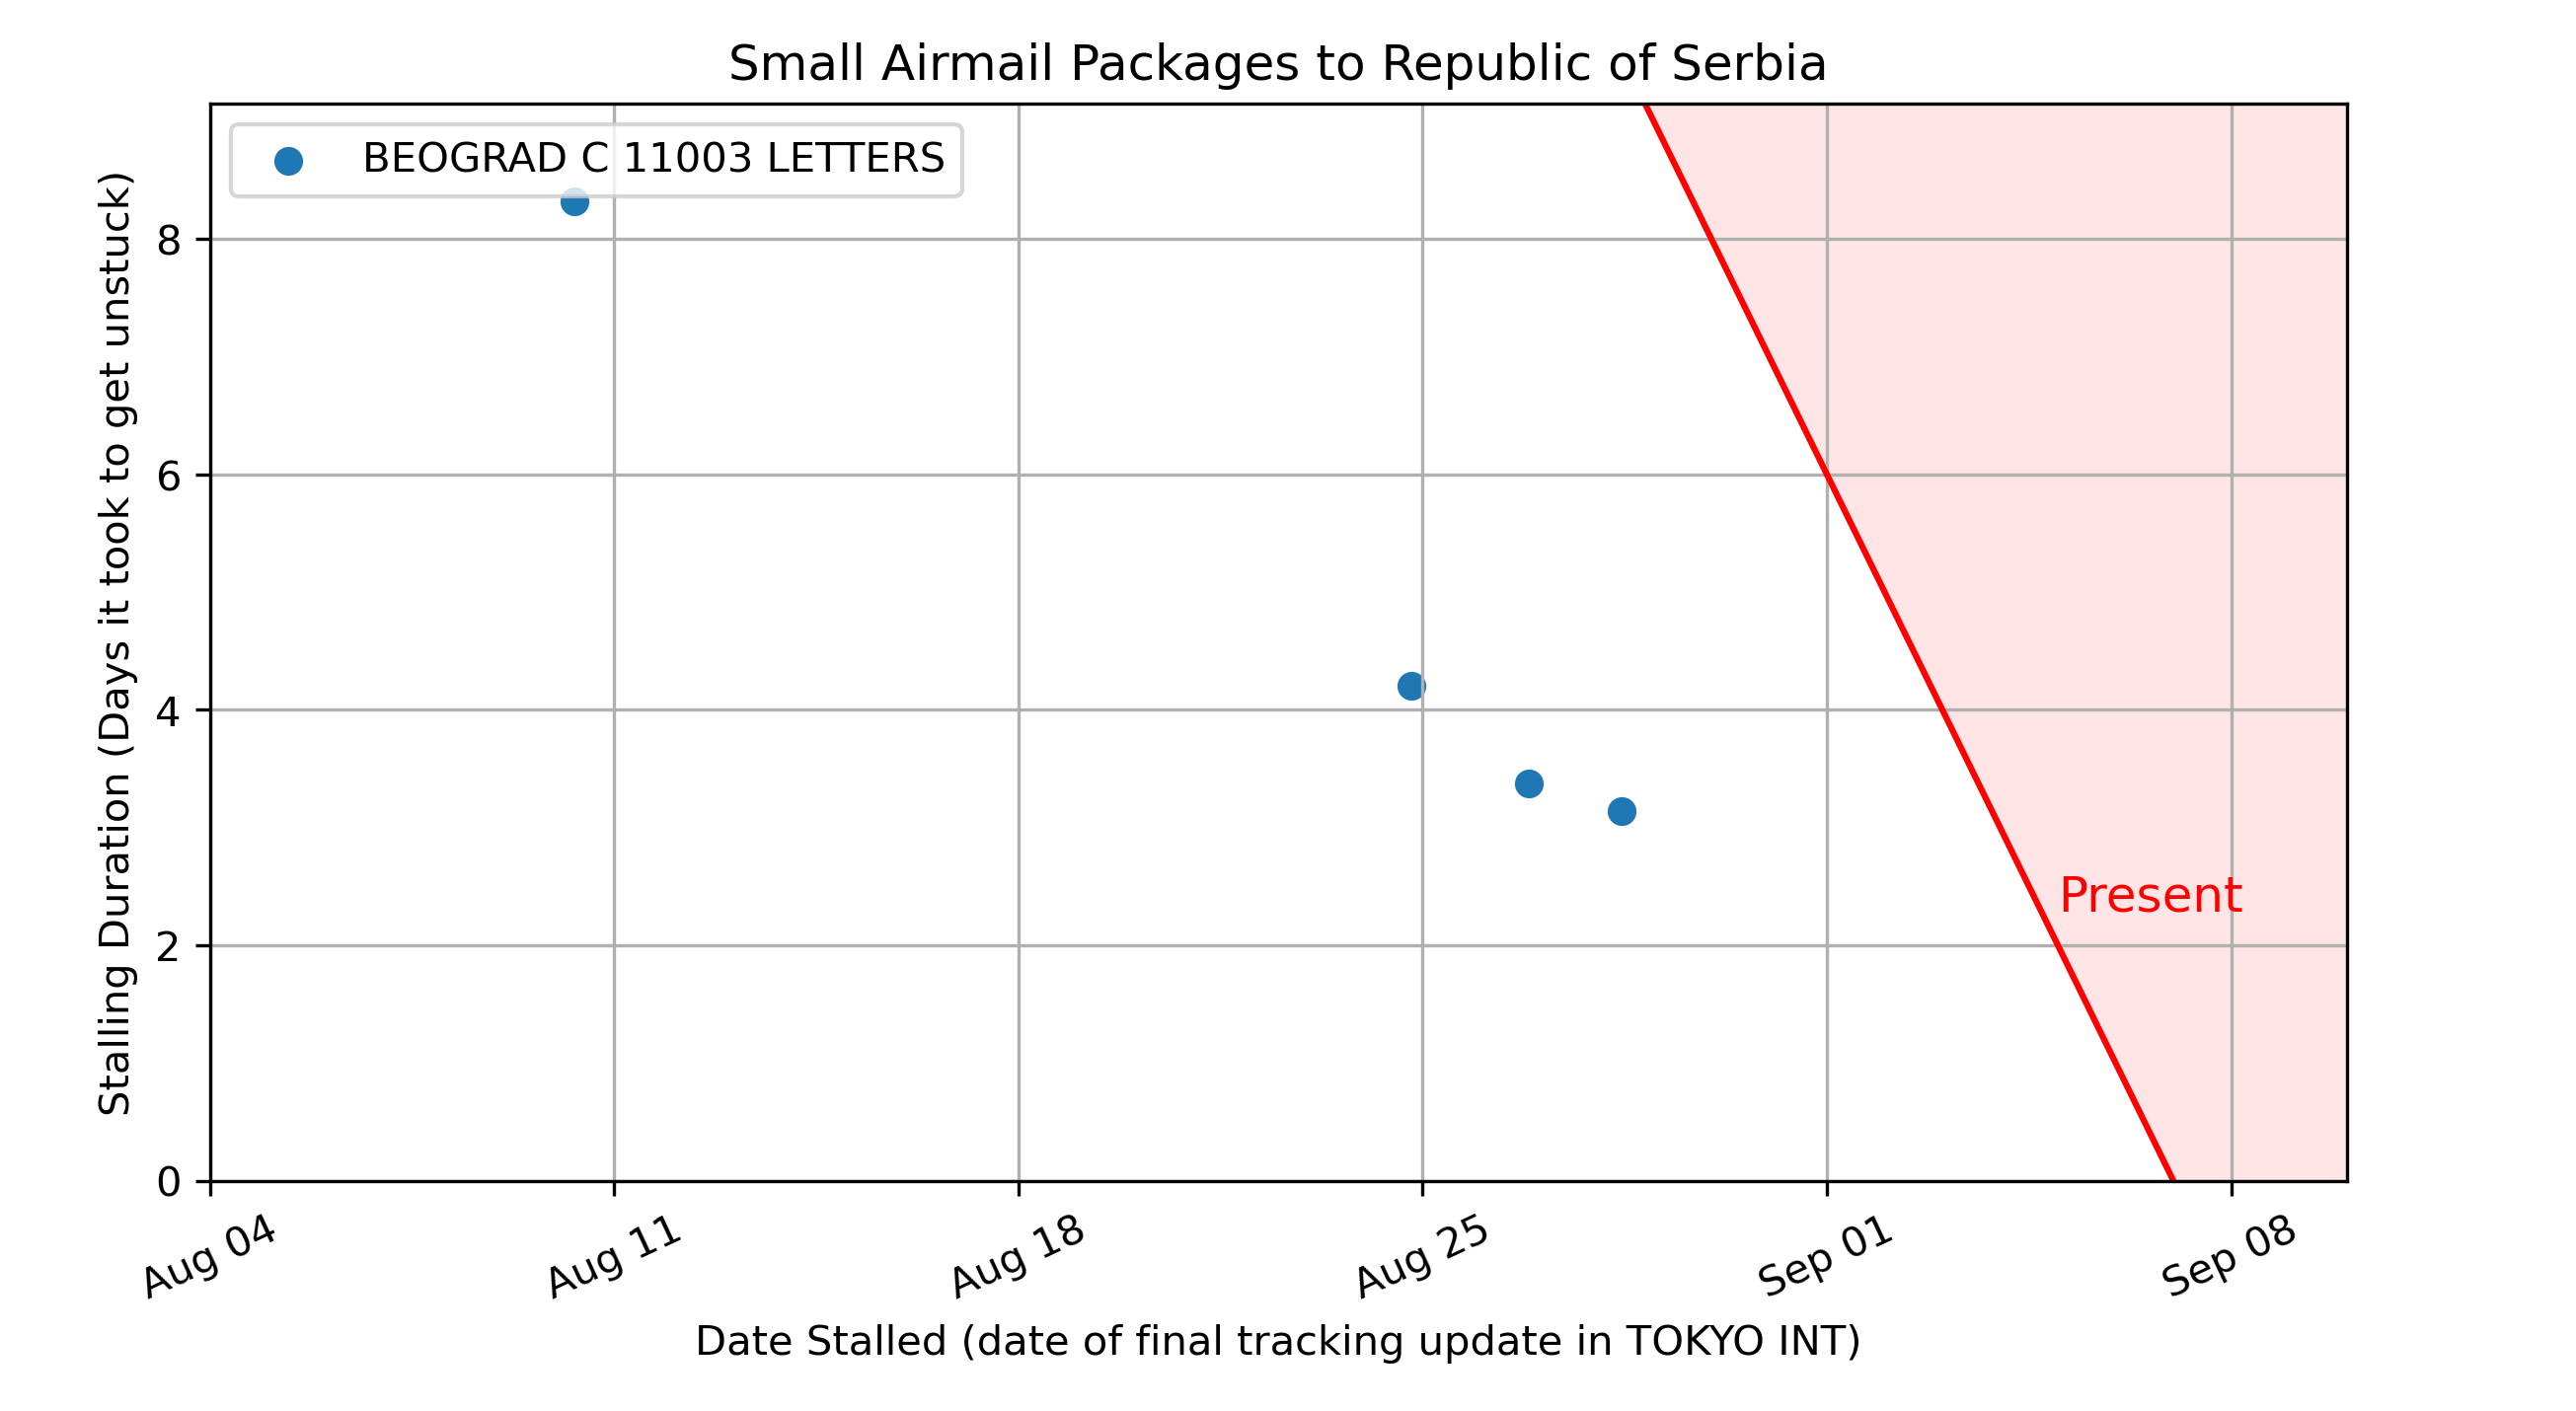 Small Airmail Packages to Republic of Serbia
BEOGRAD C 11003 LETTERS
Stalling Duration (Days it took to get unstuck)
8
6
4
2
0
Present
Aug 04
Aug 11
Aug 18
Aug 25
Sep 01
Sep 08
Date Stalled (date of final tracking update in TOKYO INT)